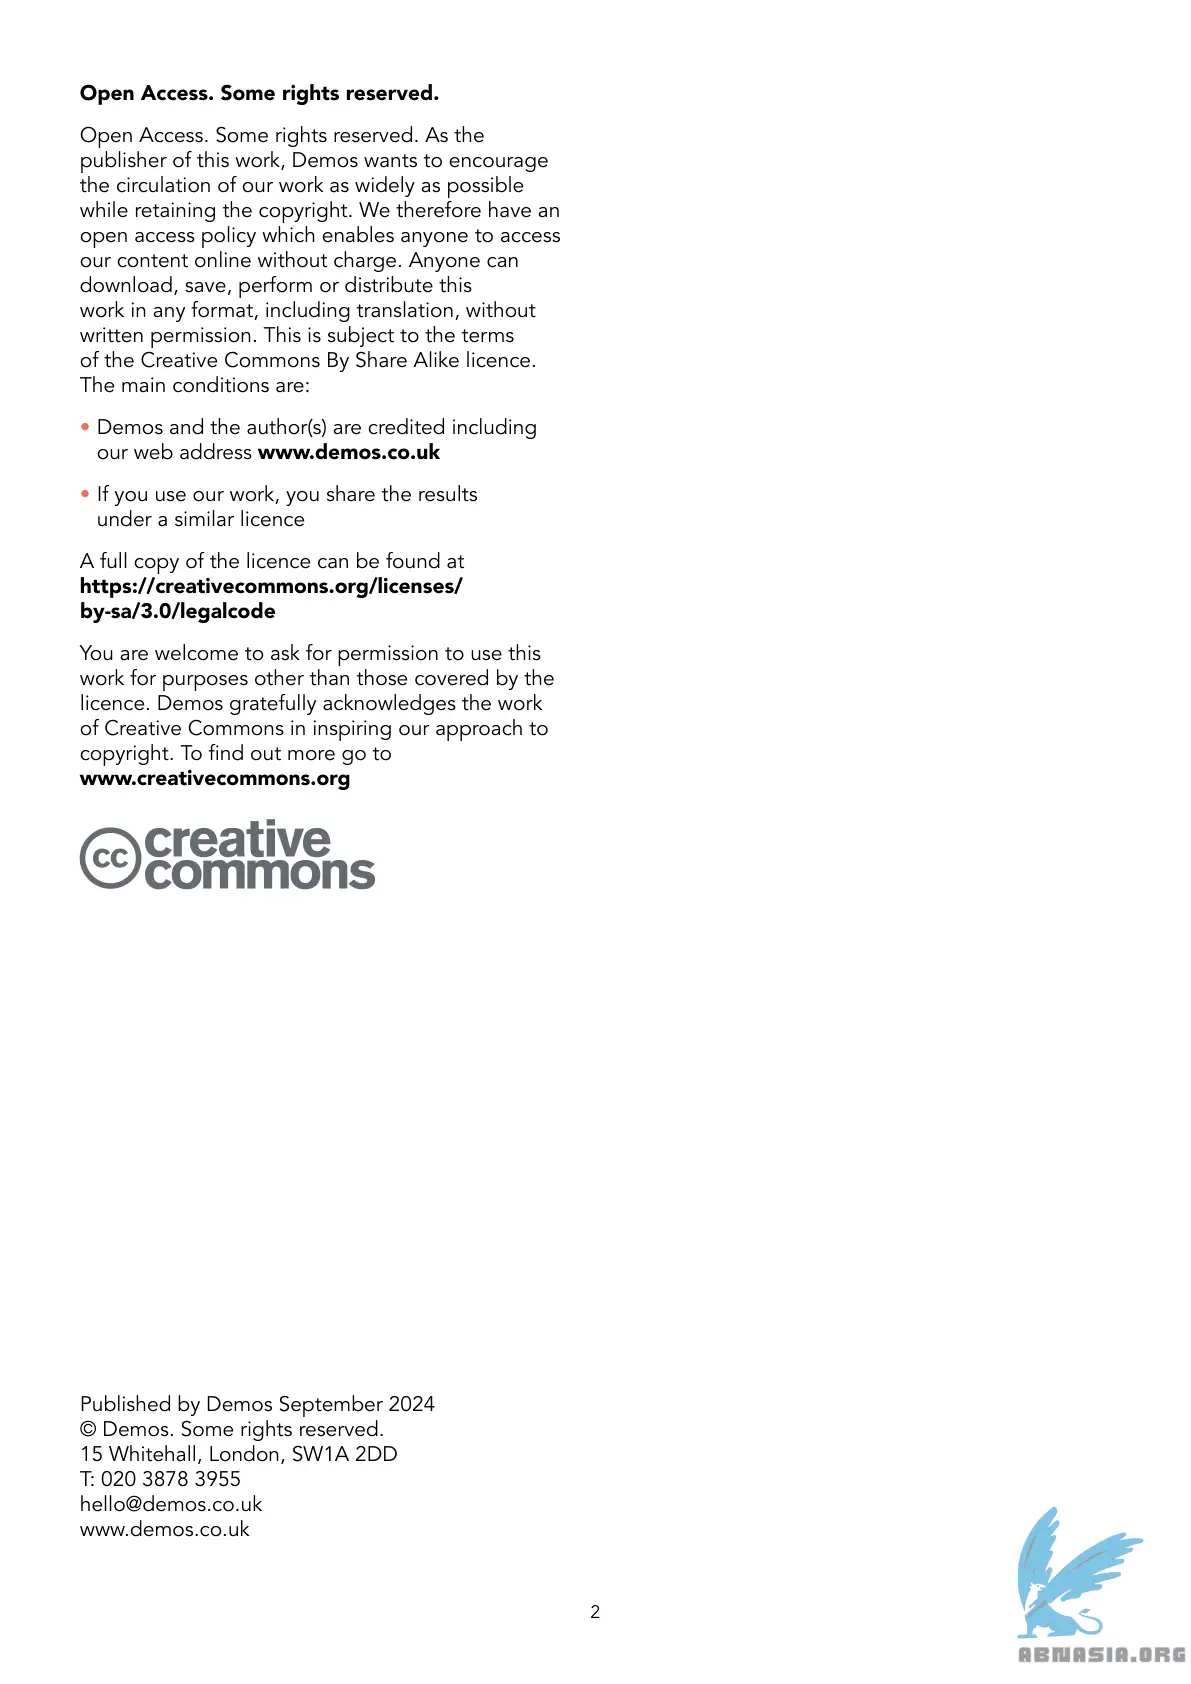 Open Access. Some rights reserved.
Open Access. Some rights reserved. As the
publisher of this work, Demos wants to encourage
the circulation of our work as widely as possible
while retaining the copyright. We therefore have an
open access policy which enables anyone to access
our content online without charge. Anyone can
download, save, perform or distribute this
work in any format, including translation, without
written permission. This is subject to the terms
of the Creative Commons By Share Alike licence.
The main conditions are:
• Demos and the author(s) are credited including
our web address www.demos.co.uk
• If you use our work, you share the results
under a similar licence
A full copy of the licence can be found at
https://creativecommons.org/licenses/
by-sa/3.0/legalcode
You are welcome to ask for permission to use this
work for purposes other than those covered by the
licence. Demos gratefully acknowledges the work
of Creative Commons in inspiring our approach to
copyright. To find out more go to
www.creativecommons.org
cc creative
commons
Published by Demos September 2024
© Demos. Some rights reserved.
15 Whitehall, London, SW1A 2DD
T: 020 3878 3955
hello@demos.co.uk
www.demos.co.uk
2
ABNASIA.ORG